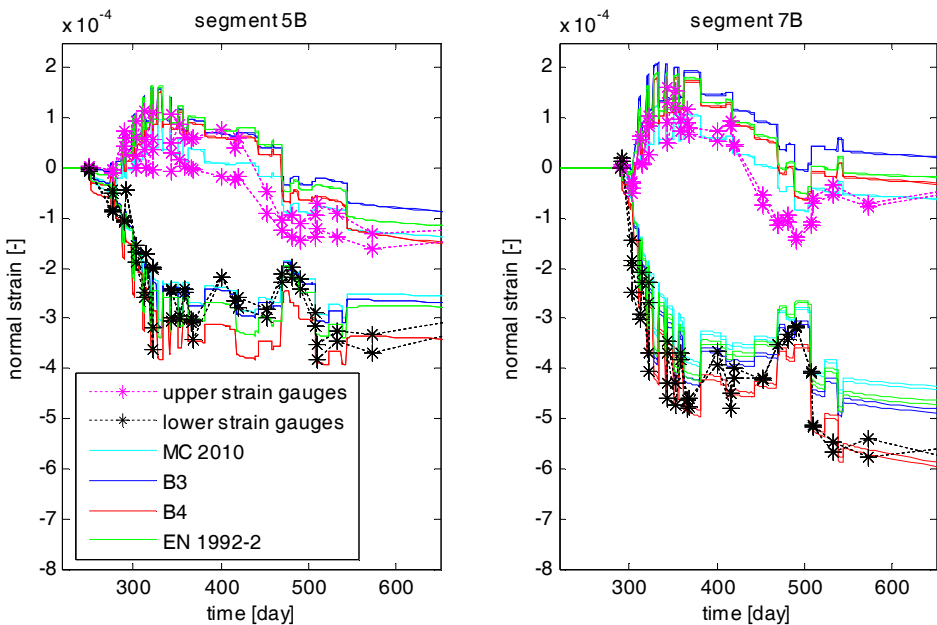 x 10⁻⁴
segment 5B
2
1
0
-1
-2
-3
-4
-5
-6
-7
-8
normal strain [-]
upper strain gauges
lower strain gauges
MC 2010
B3
B4
EN 1992-2
300
400
500
600
time [day]
x 10⁻⁴
segment 7B
2
1
0
-1
-2
-3
-4
-5
-6
-7
-8
normal strain [-]
300
400
500
600
time [day]